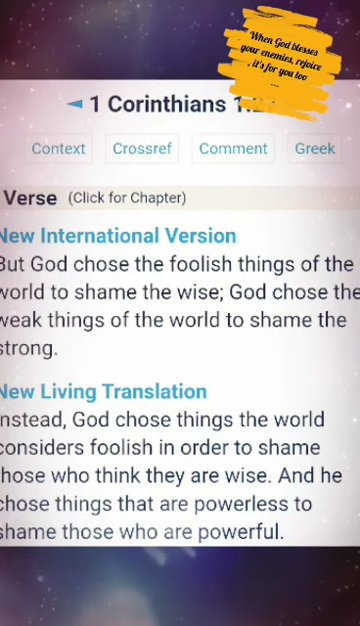 When God blesses
your enemies, rejoice
, it's for you too
...
1 Corinthians 1:2
Context
Crossref
Comment
Greek
Verse (Click for Chapter)
New International Version
But God chose the foolish things of the
world to shame the wise; God chose the
weak things of the world to shame the
strong.
New Living Translation
Instead, God chose things the world
considers foolish in order to shame
those who think they are wise. And he
chose things that are powerless to
shame those who are powerful.